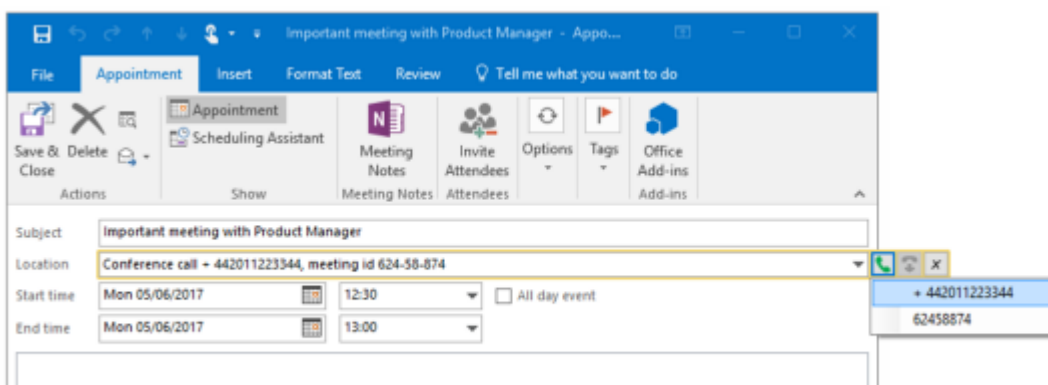 Important meeting with Product Manager - Appo...
File Appointment Insert Format Text Review Tell me what you want to do
Save & Close Delete Appointment Scheduling Assistant Meeting Notes Invite Attendees Options Tags Office Add-ins
Actions Show Meeting Notes Attendees Add-ins
Subject Important meeting with Product Manager
Location Conference call + 442011223344, meeting id 624-58-874 x
Start time Mon 05/06/2017 12:30 All day event
+ 442011223344
End time Mon 05/06/2017 13:00
62458874